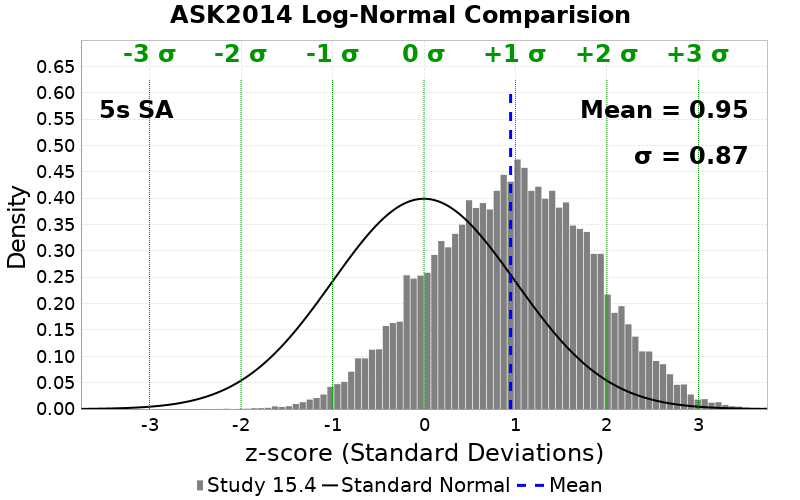 ASK2014 Log-Normal Comparision
-3 σ -2 σ -1 σ 0 σ +1 σ +2 σ +3 σ
5s SA
Mean = 0.95
σ = 0.87
Density
0.65
0.60
0.55
0.50
0.45
0.40
0.35
0.30
0.25
0.20
0.15
0.10
0.05
0.00
-3 -2 -1 0 1 2 3
z-score (Standard Deviations)
Study 15.4 Standard Normal Mean